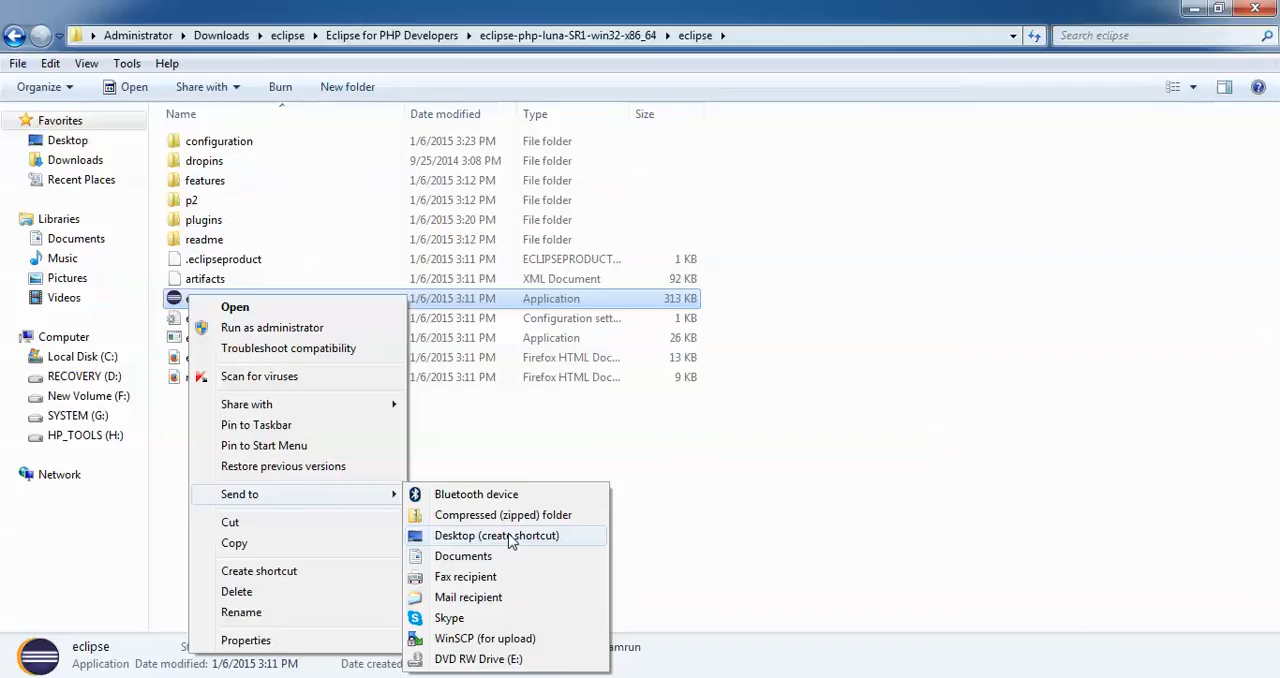 Administrator Downloads eclipse Eclipse for PHP Developers eclipse-php-luna-SR1-win32-x86_64 eclipse Search eclipse
File Edit View Tools Help
Organize Open Share with Burn New folder
Name Date modified Type Size
Favorites
Desktop
Downloads
Recent Places
Libraries
Documents
Music
Pictures
Videos
Computer
Local Disk (C:)
RECOVERY (D:)
New Volume (F:)
SYSTEM (G:)
HP_TOOLS (H:)
Network
configuration 1/6/2015 3:23 PM File folder
dropins 9/25/2014 3:08 PM File folder
features 1/6/2015 3:12 PM File folder
p2 1/6/2015 3:12 PM File folder
plugins 1/6/2015 3:20 PM File folder
readme 1/6/2015 3:12 PM File folder
.eclipseproduct 1/6/2015 3:11 PM ECLIPSEPRODUCT... 1 KB
artifacts 1/6/2015 3:11 PM XML Document 92 KB
1/6/2015 3:11 PM Application 313 KB
1/6/2015 3:11 PM Configuration sett... 1 KB
1/6/2015 3:11 PM Application 26 KB
1/6/2015 3:11 PM Firefox HTML Doc... 13 KB
1/6/2015 3:11 PM Firefox HTML Doc... 9 KB
Open
Run as administrator
Troubleshoot compatibility
Scan for viruses
Share with
Pin to Taskbar
Pin to Start Menu
Restore previous versions
Send to
Cut
Copy
Create shortcut
Delete
Rename
Properties
Bluetooth device
Compressed (zipped) folder
Desktop (create shortcut)
Documents
Fax recipient
Mail recipient
Skype
WinSCP (for upload)
DVD RW Drive (E:)
eclipse
Application Date modified: 1/6/2015 3:11 PM Date created